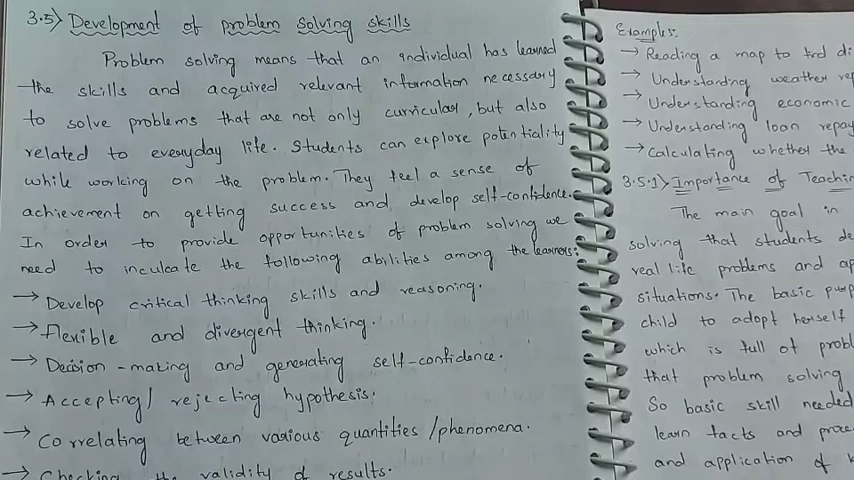 3.5) Development of problem solving skills
Problem solving means that an individual has learned
the skills and acquired relevant information necessary
to solve problems that are not only curricular, but also
related to everyday life. Students can explore potentiality
while working on the problem. They feel a sense of
achievement on getting success and develop self-confidence.
In order to provide opportunities of problem solving we
need to inculcate the following abilities among the learners:
→ Develop critical thinking skills and reasoning.
→ Flexible and divergent thinking.
→ Decision-making and generating self-confidence.
→ Accepting/ rejecting hypothesis.
→ Correlating between various quantities/phenomena.
→ Checking the validity of results.
Examples:
→ Reading a map to find
→ Understanding weather
→ Understanding economic
→ Understanding loan
→ Calculating whether the
3.5.1) Importance of
The main goal in
solving that students
real life problems and
situations. The basic
child to adopt herself
which is full of
that problem solving
So basic skill needed
learn facts and
and application of